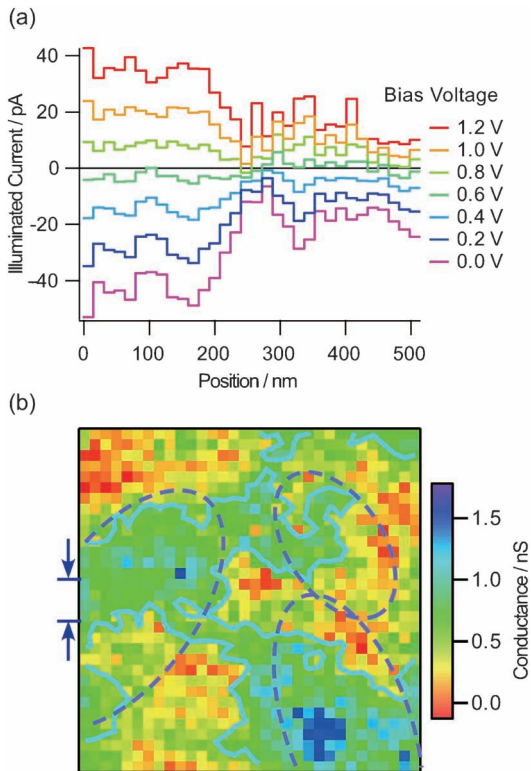 (a)
Illuminated Current / pA
40
20
0
−20
−40
0
100
200
300
400
500
Position / nm
Bias Voltage
1.2 V
1.0 V
0.8 V
0.6 V
0.4 V
0.2 V
0.0 V
(b)
1.5
1.0
0.5
0.0
Conductance / nS